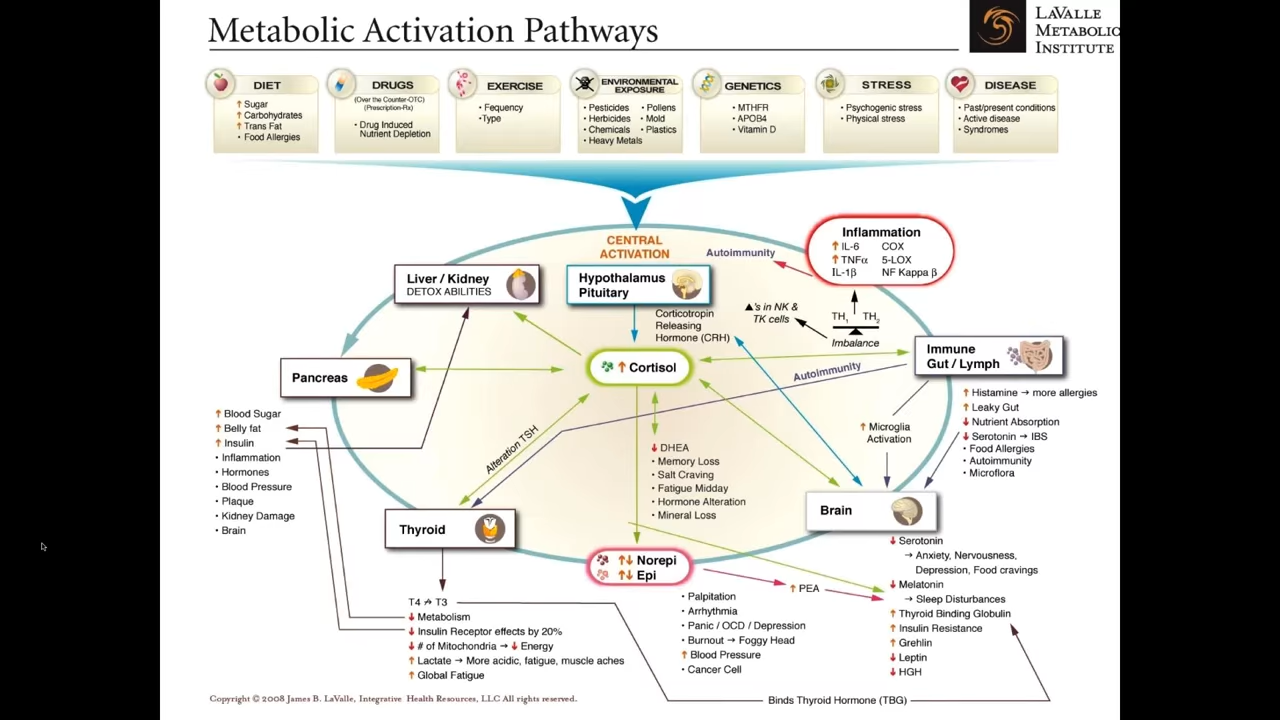 Metabolic Activation Pathways
LaValle
Metabolic
Institute
DIET
↑ Sugar
↑ Carbohydrates
↑ Trans Fat
• Food Allergies
DRUGS
(Over the Counter-OTC)
(Prescription-Rx)
• Drug Induced
Nutrient Depletion
EXERCISE
• Fequency
• Type
ENVIRONMENTAL
EXPOSURE
• Pesticides • Pollens
• Herbicides • Mold
• Chemicals • Plastics
• Heavy Metals
GENETICS
• MTHFR
• APOB4
• Vitamin D
STRESS
• Psychogenic stress
• Physical stress
DISEASE
• Past/present conditions
• Active disease
• Syndromes
CENTRAL
ACTIVATION
Hypothalamus
Pituitary
Corticotropin
Releasing
Hormone (CRH)
Liver / Kidney
DETOX ABILITIES
Autoimmunity
Inflammation
↑ IL-6 COX
↑ TNFα 5-LOX
IL-1β NF Kappa β
▲'s in NK &
TK cells
TH1 TH2
Imbalance
Pancreas
↑ Cortisol
Immune
Gut / Lymph
Autoimmunity
↑ Blood Sugar
↑ Belly fat
↑ Insulin
• Inflammation
• Hormones
• Blood Pressure
• Plaque
• Kidney Damage
• Brain
Alteration TSH
↓ DHEA
• Memory Loss
• Salt Craving
• Fatigue Midday
• Hormone Alteration
• Mineral Loss
↑ Microglia
Activation
↑ Histamine → more allergies
↑ Leaky Gut
↓ Nutrient Absorption
↓ Serotonin → IBS
• Food Allergies
• Autoimmunity
• Microflora
Thyroid
Brain
↑↓ Norepi
↑↓ Epi
↑ PEA
T4 ↛ T3
↓ Metabolism
↓ Insulin Receptor effects by 20%
↓ # of Mitochondria → ↓ Energy
↑ Lactate → More acidic, fatigue, muscle aches
↑ Global Fatigue
• Palpitation
• Arrhythmia
• Panic / OCD / Depression
• Burnout → Foggy Head
↑ Blood Pressure
• Cancer Cell
↓ Serotonin
→ Anxiety, Nervousness,
Depression, Food cravings
↓ Melatonin
→ Sleep Disturbances
↑ Thyroid Binding Globulin
↑ Insulin Resistance
↑ Grehlin
↓ Leptin
↓ HGH
Binds Thyroid Hormone (TBG)
Copyright © 2008 James B. LaValle, Integrative Health Resources, LLC All rights reserved.